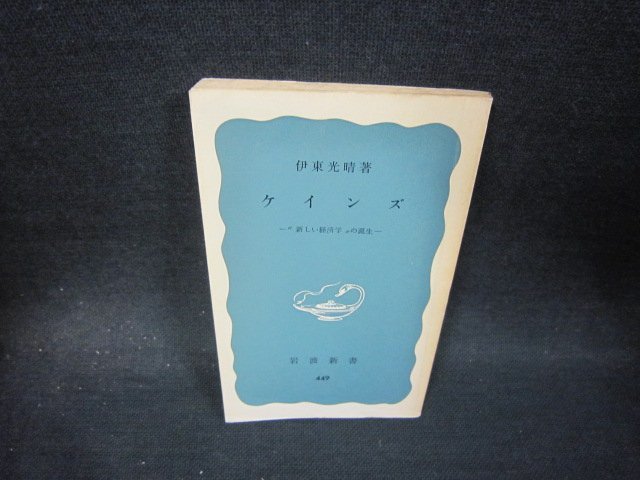 伊東光晴著
ケインズ
—“新しい経済学„の誕生—
岩波新書
449